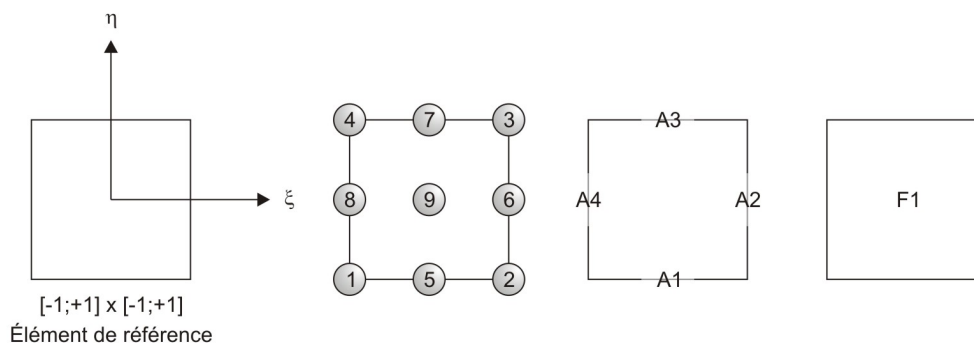 η
ξ
[-1;+1] x [-1;+1]
Élément de référence
4 7 3
8 9 6
1 5 2
A3
A4 A2
A1
F1